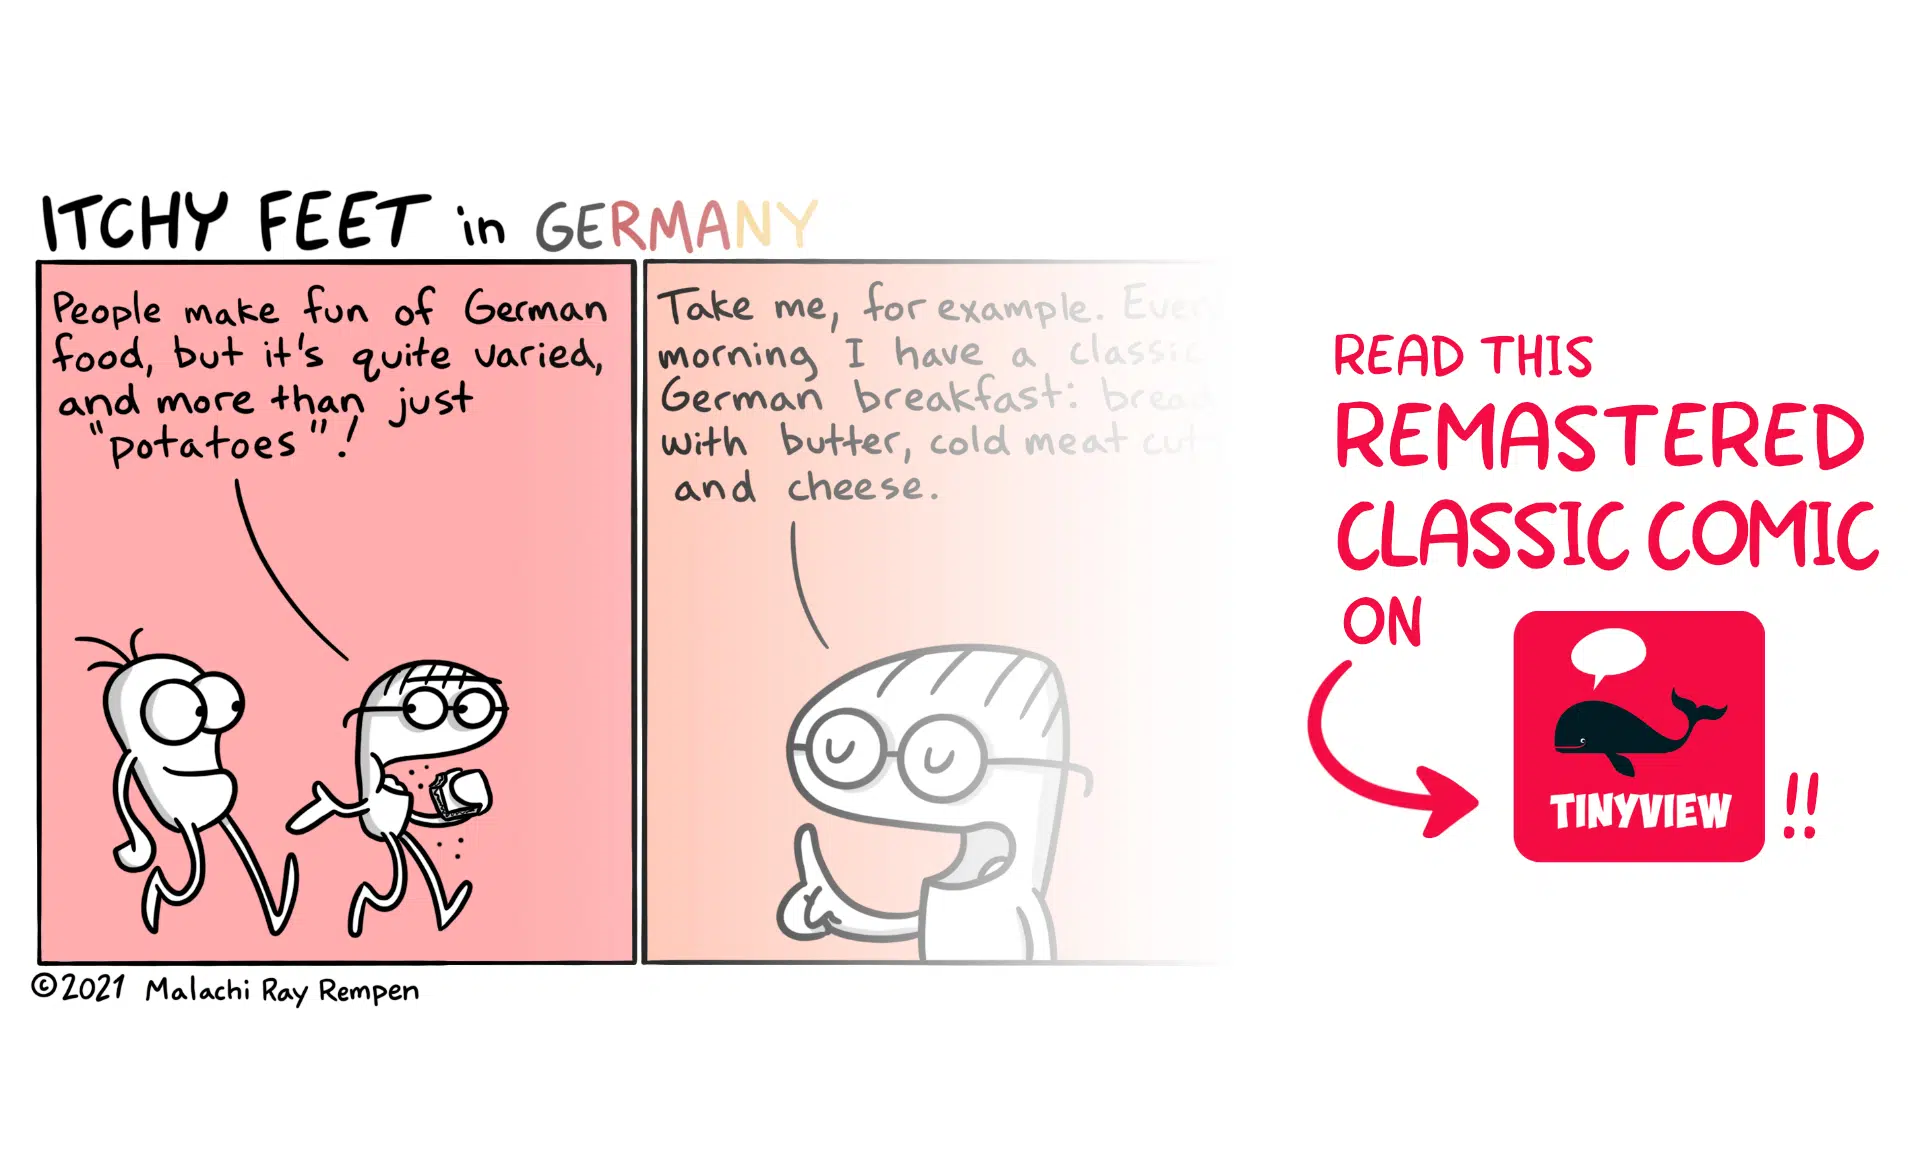 ITCHY FEET in GERMANY
People make fun of German
food, but it's quite varied,
and more than just
"potatoes"!
Take me, for example. Ever
morning I have a classic
German breakfast: bread
with butter, cold meat cut
and cheese.
©2021 Malachi Ray Rempen
READ THIS
REMASTERED
CLASSIC COMIC
ON
TINYVIEW
!!